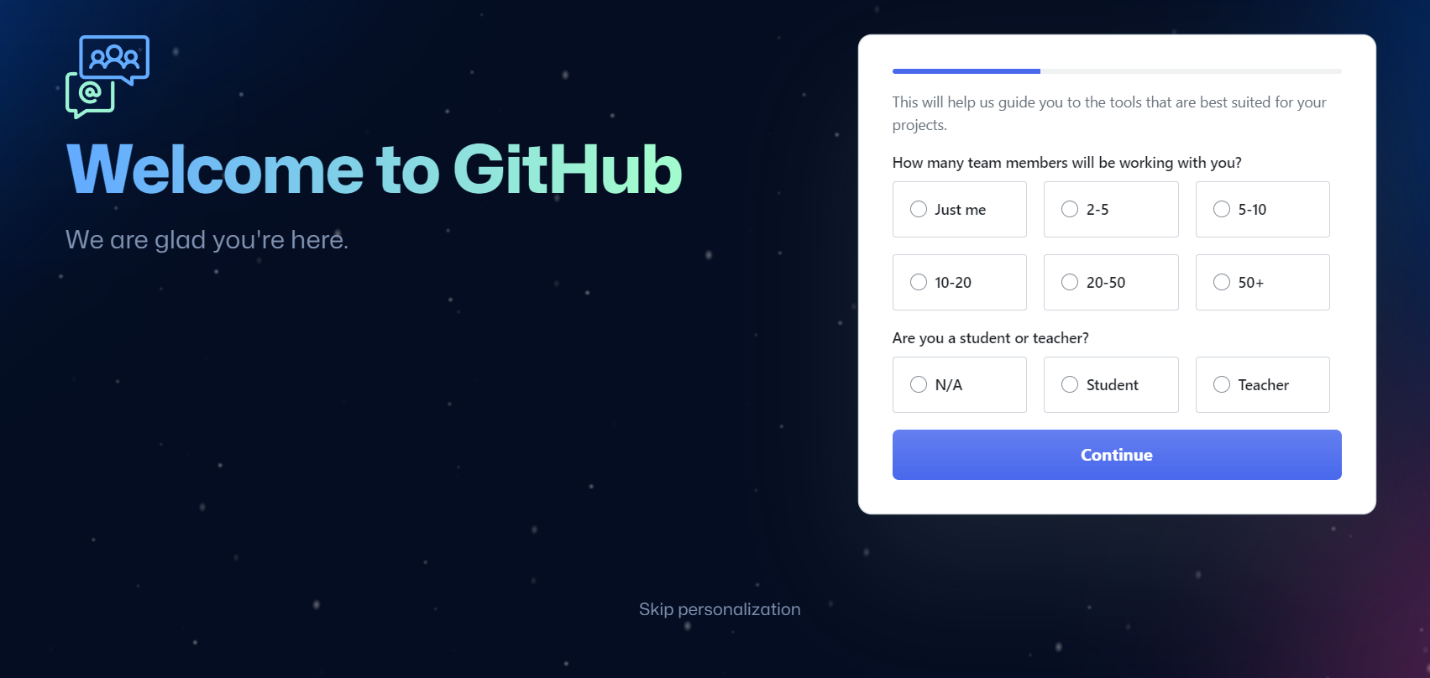 @
Welcome to GitHub
We are glad you're here.
This will help us guide you to the tools that are best suited for your
projects.
How many team members will be working with you?
Just me
2-5
5-10
10-20
20-50
50+
Are you a student or teacher?
N/A
Student
Teacher
Continue
Skip personalization